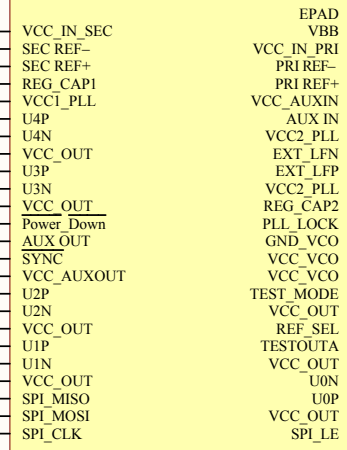 EPAD
VCC_IN_SEC VBB
SEC REF– VCC_IN_PRI
SEC REF+ PRI REF–
REG_CAP1 PRI REF+
VCC1_PLL VCC_AUXIN
U4P AUX IN
U4N VCC2_PLL
VCC_OUT EXT_LFN
U3P EXT_LFP
U3N VCC2_PLL
VCC_OUT REG_CAP2
Power_Down PLL_LOCK
AUX OUT GND_VCO
SYNC VCC_VCO
VCC_AUXOUT VCC_VCO
U2P TEST_MODE
U2N VCC_OUT
VCC_OUT REF_SEL
U1P TESTOUTA
U1N VCC_OUT
VCC_OUT U0N
SPI_MISO U0P
SPI_MOSI VCC_OUT
SPI_CLK SPI_LE